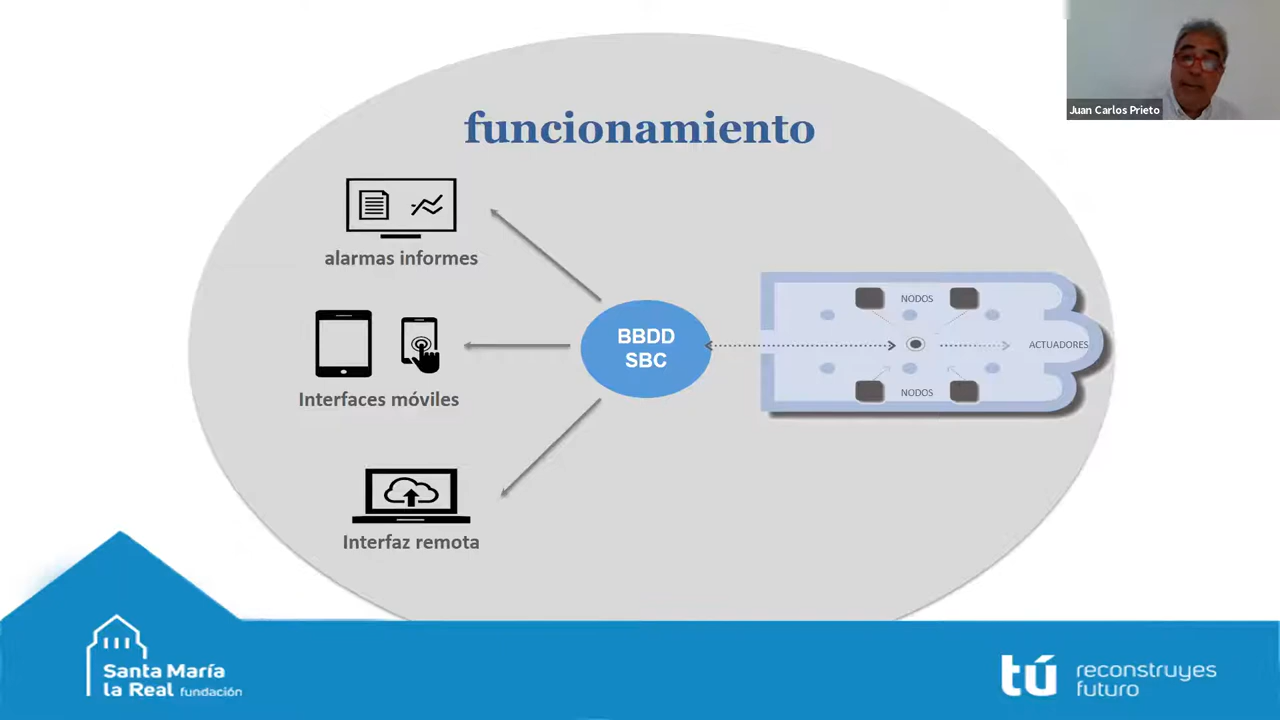 Juan Carlos Prieto
funcionamiento
alarmas informes
Interfaces móviles
Interfaz remota
BBDD
SBC
NODOS
ACTUADORES
NODOS
Santa María
la Real fundación
tú reconstruyes
futuro